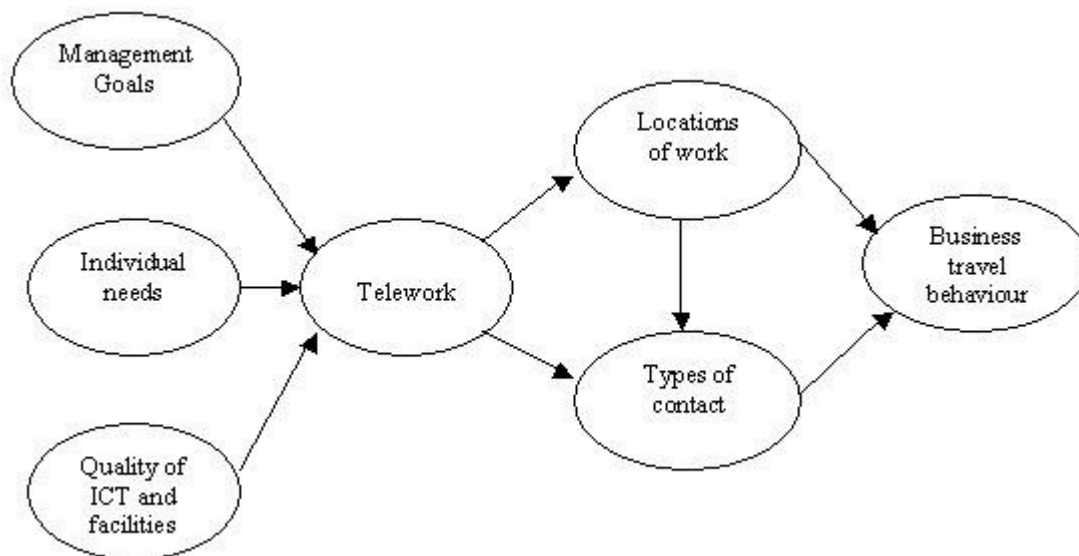 Management
Goals
Individual
needs
Quality of
ICT and
facilities
Telework
Locations
of work
Types of
contact
Business
travel
behaviour